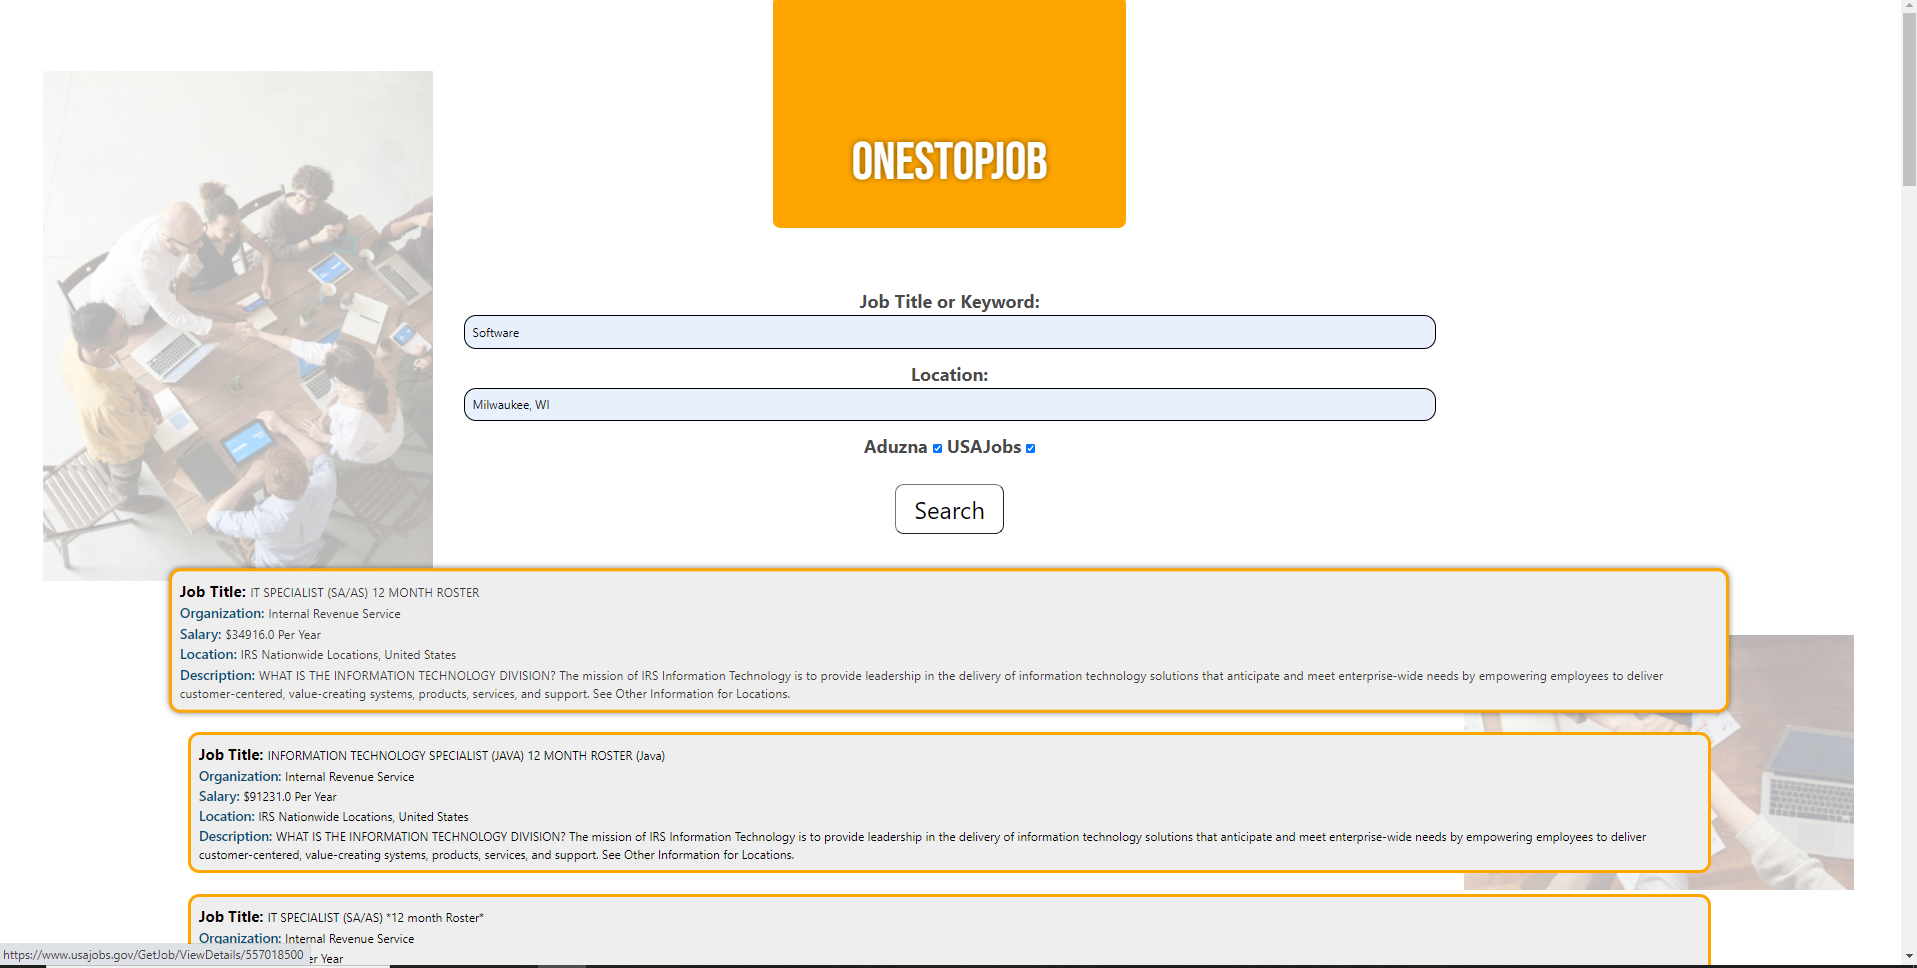 ONESTOPJOB
Job Title or Keyword:
Software
Location:
Milwaukee, WI
Aduzna USAJobs
Search
Job Title: IT SPECIALIST (SA/AS) 12 MONTH ROSTER
Organization: Internal Revenue Service
Salary: $34916.0 Per Year
Location: IRS Nationwide Locations, United States
Description: WHAT IS THE INFORMATION TECHNOLOGY DIVISION? The mission of IRS Information Technology is to provide leadership in the delivery of information technology solutions that anticipate and meet enterprise-wide needs by empowering employees to deliver
customer-centered, value-creating systems, products, services, and support. See Other Information for Locations.
Job Title: INFORMATION TECHNOLOGY SPECIALIST (JAVA) 12 MONTH ROSTER (Java)
Organization: Internal Revenue Service
Salary: $91231.0 Per Year
Location: IRS Nationwide Locations, United States
Description: WHAT IS THE INFORMATION TECHNOLOGY DIVISION? The mission of IRS Information Technology is to provide leadership in the delivery of information technology solutions that anticipate and meet enterprise-wide needs by empowering employees to deliver
customer-centered, value-creating systems, products, services, and support. See Other Information for Locations.
Job Title: IT SPECIALIST (SA/AS) *12 month Roster*
Organization: Internal Revenue Service
https://www.usajobs.gov/GetJob/ViewDetails/557018500
Year